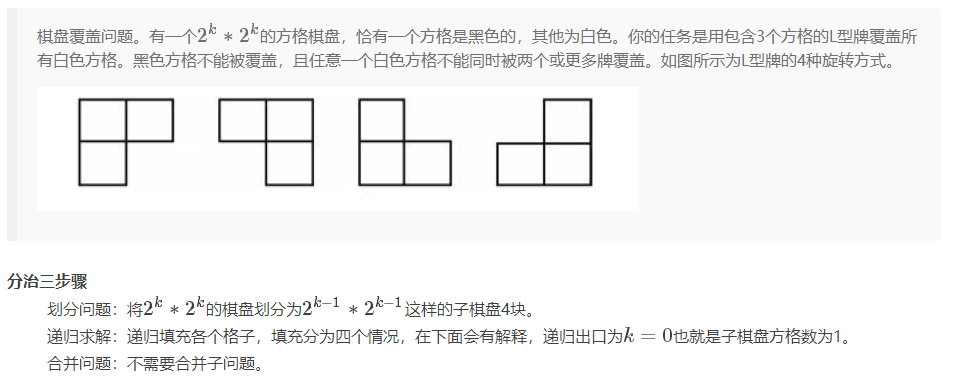 棋盘覆盖问题。有一个2^k * 2^k的方格棋盘，恰有一个方格是黑色的，其他为白色。你的任务是用包含3个方格的L型牌覆盖所
有白色方格。黑色方格不能被覆盖，且任意一个白色方格不能同时被两个或更多牌覆盖。如图所示为L型牌的4种旋转方式。
分治三步骤
划分问题：将2^k * 2^k的棋盘划分为2^{k-1} * 2^{k-1}这样的子棋盘4块。
递归求解：递归填充各个格子，填充分为四个情况，在下面会有解释，递归出口为k = 0也就是子棋盘方格数为1。
合并问题：不需要合并子问题。